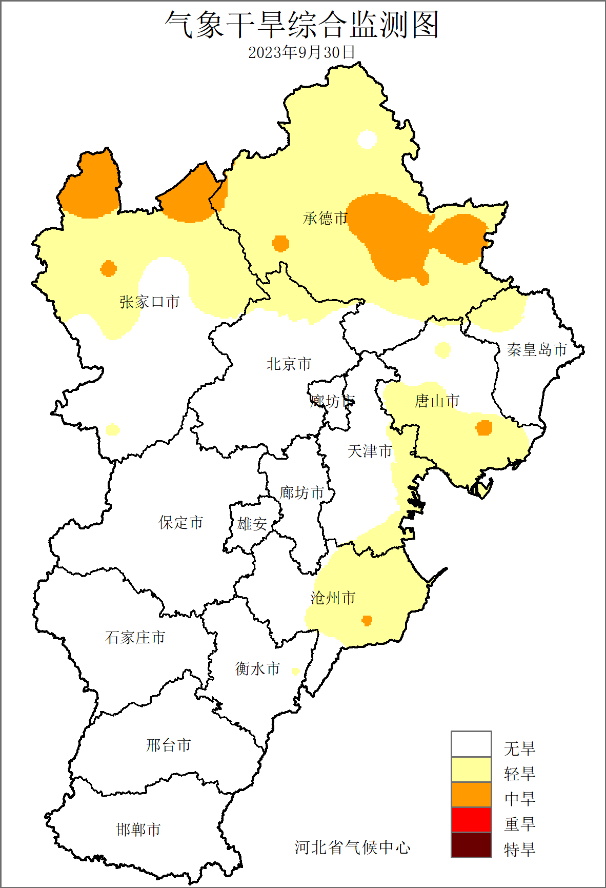 气象干旱综合监测图
2023年9月30日
承德市
张家口市
秦皇岛市
北京市
廊坊市
唐山市
天津市
廊坊市
保定市
雄安
沧州市
石家庄市
衡水市
邢台市
邯郸市
无旱
轻旱
中旱
重旱
特旱
河北省气候中心